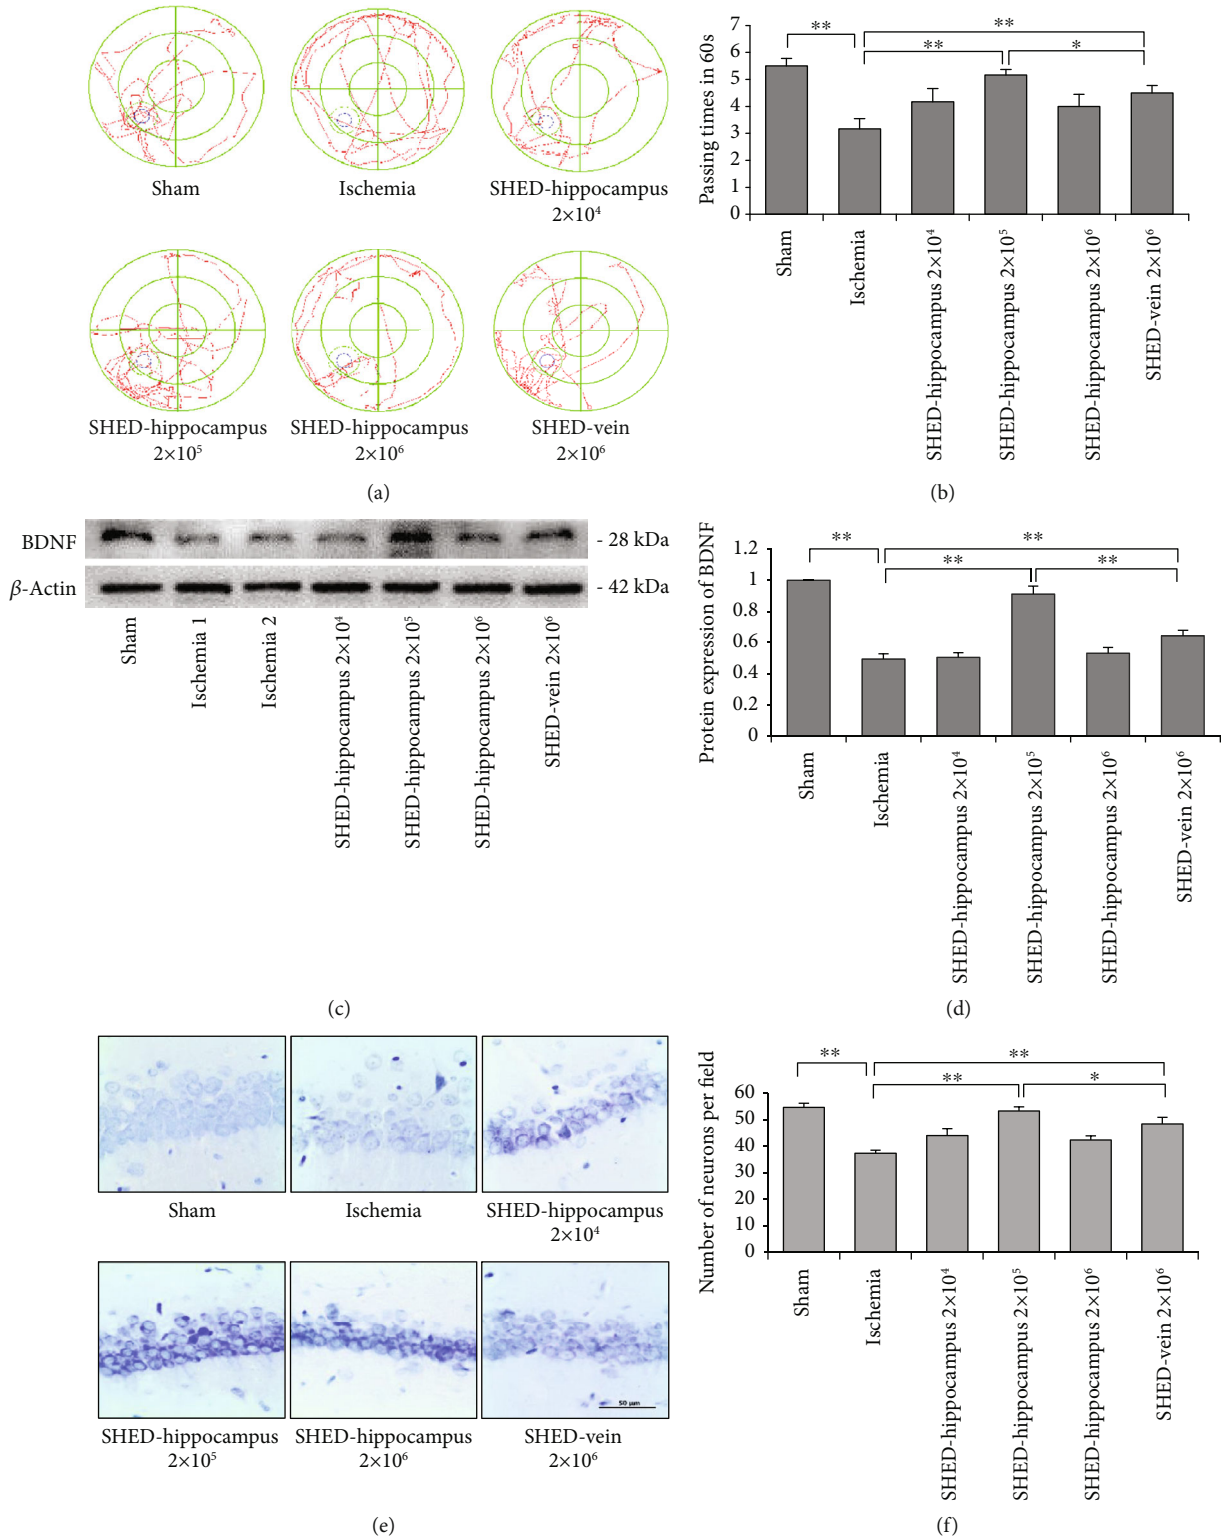 Sham
Ischemia
SHED-hippocampus
2×10⁴
SHED-hippocampus
2×10⁵
SHED-hippocampus
2×10⁶
SHED-vein
2×10⁶
(a)
Passing times in 60s
7
6
5
4
3
2
1
0
**
**
**
*
Sham
Ischemia
SHED-hippocampus 2×10⁴
SHED-hippocampus 2×10⁵
SHED-hippocampus 2×10⁶
SHED-vein 2×10⁶
(b)
BDNF
- 28 kDa
β-Actin
- 42 kDa
Sham
Ischemia 1
Ischemia 2
SHED-hippocampus 2×10⁴
SHED-hippocampus 2×10⁵
SHED-hippocampus 2×10⁶
SHED-vein 2×10⁶
(c)
Protein expression of BDNF
1.2
1
0.8
0.6
0.4
0.2
0
**
**
**
**
Sham
Ischemia
SHED-hippocampus 2×10⁴
SHED-hippocampus 2×10⁵
SHED-hippocampus 2×10⁶
SHED-vein 2×10⁶
(d)
Sham
Ischemia
SHED-hippocampus
2×10⁴
50 μm
SHED-hippocampus
2×10⁵
SHED-hippocampus
2×10⁶
SHED-vein
2×10⁶
(e)
Number of neurons per field
60
50
40
30
20
10
0
**
**
**
*
Sham
Ischemia
SHED-hippocampus 2×10⁴
SHED-hippocampus 2×10⁵
SHED-hippocampus 2×10⁶
SHED-vein 2×10⁶
(f)